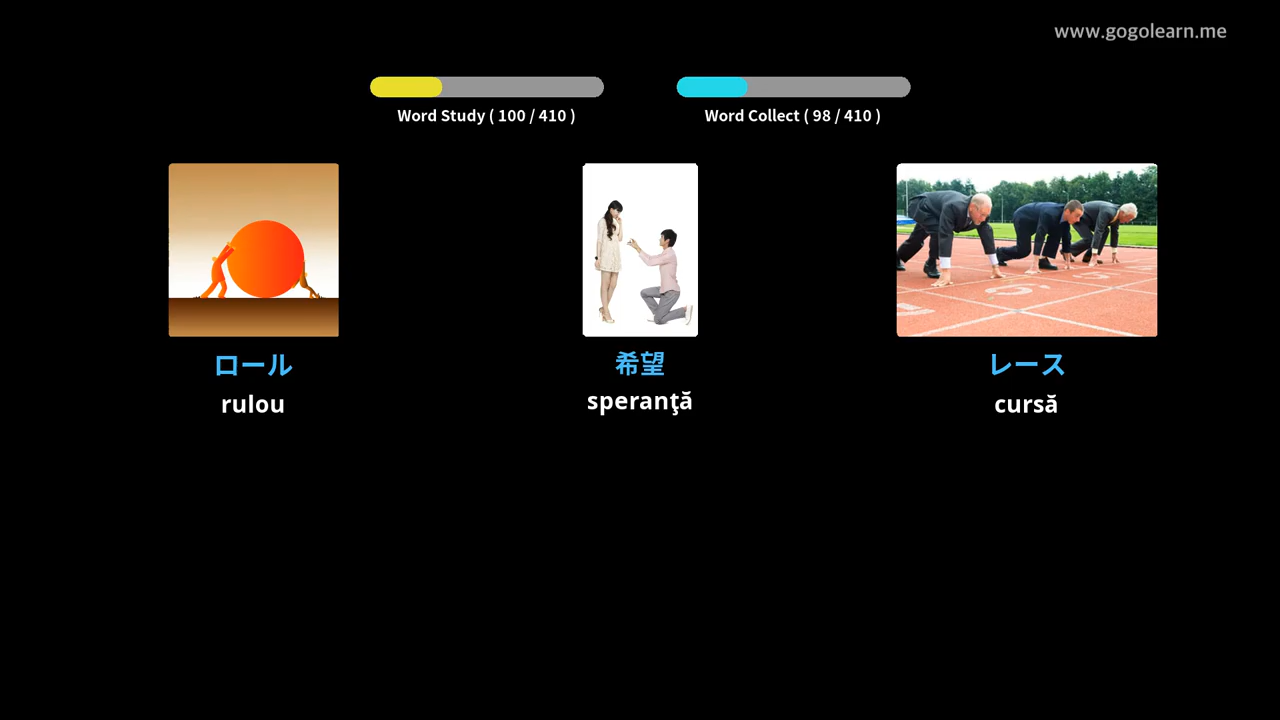 www.gogolearn.me
Word Study ( 100 / 410 )
Word Collect ( 98 / 410 )
ロール
rulou
希望
speranţă
レース
cursă